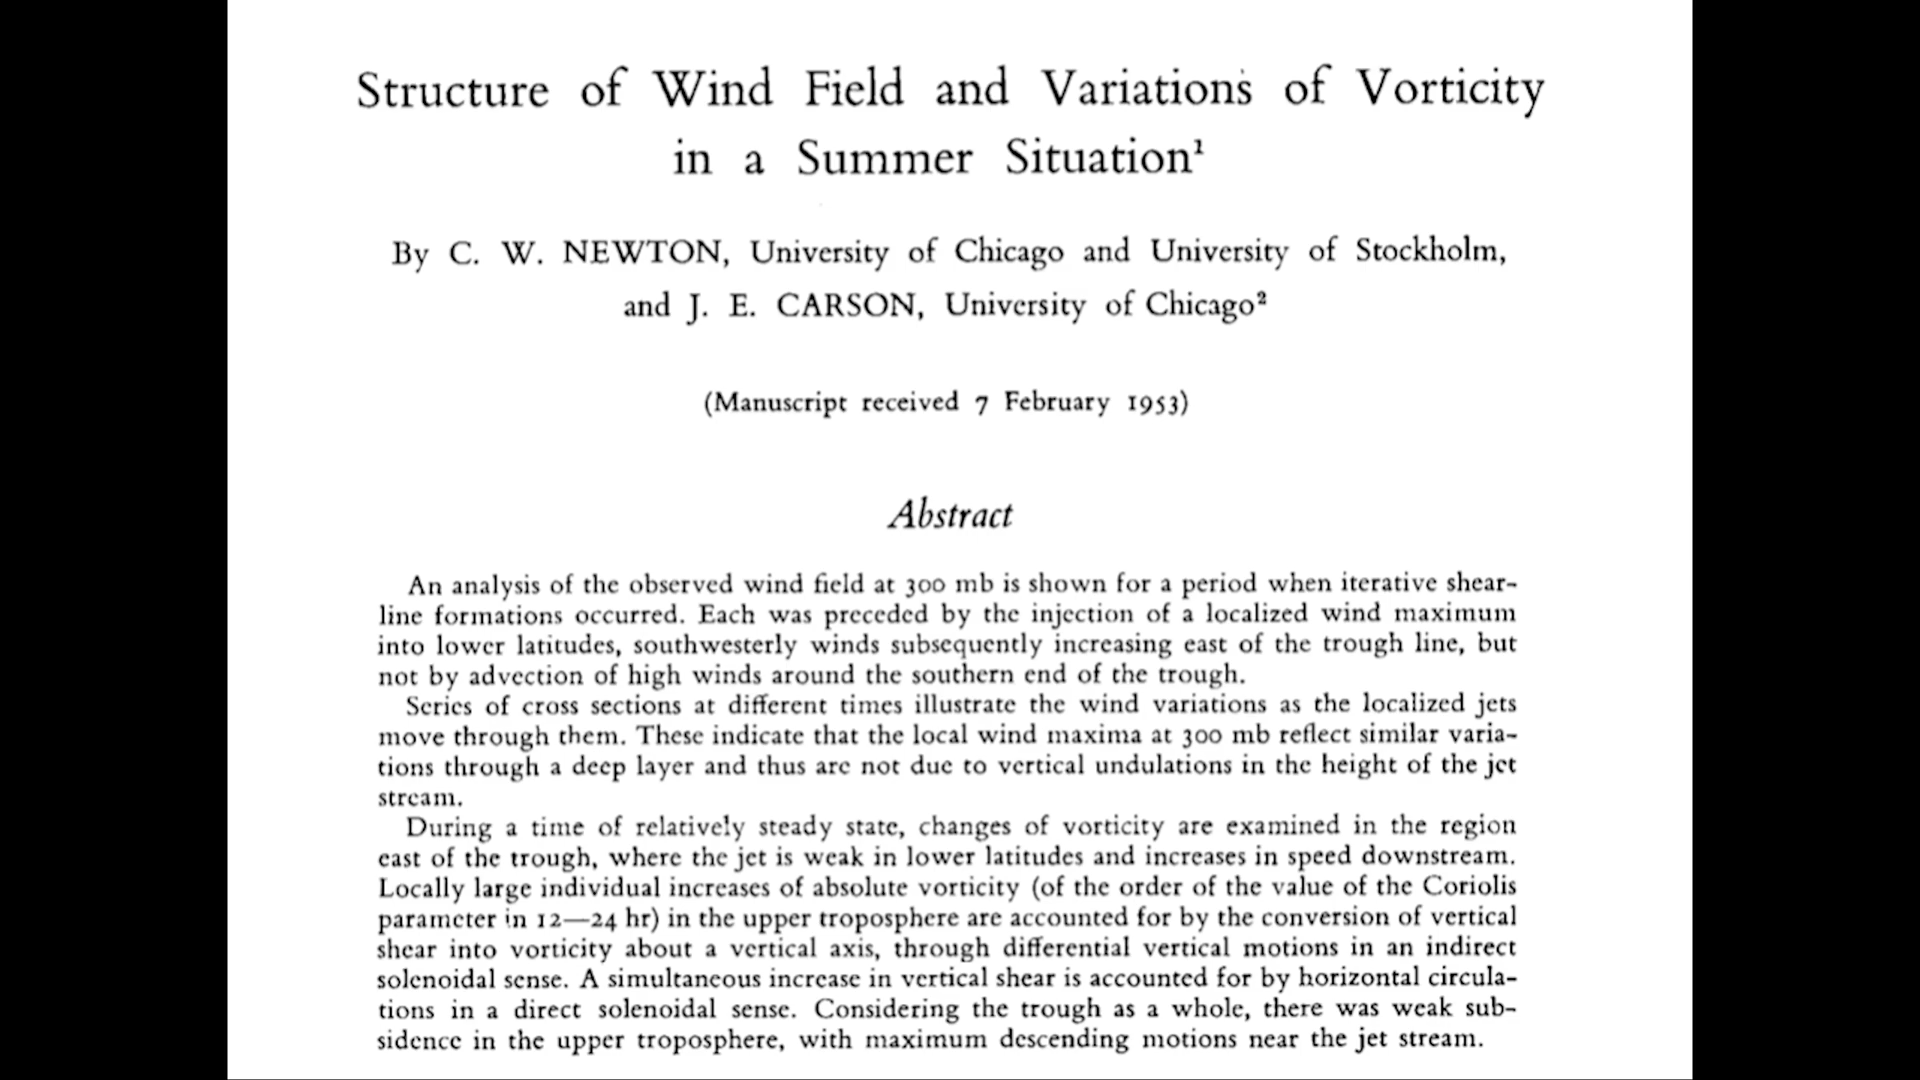 Structure of Wind Field and Variations of Vorticity
in a Summer Situation¹
By C. W. NEWTON, University of Chicago and University of Stockholm,
and J. E. CARSON, University of Chicago²
(Manuscript received 7 February 1953)
Abstract
An analysis of the observed wind field at 300 mb is shown for a period when iterative shear-
line formations occurred. Each was preceded by the injection of a localized wind maximum
into lower latitudes, southwesterly winds subsequently increasing east of the trough line, but
not by advection of high winds around the southern end of the trough.
Series of cross sections at different times illustrate the wind variations as the localized jets
move through them. These indicate that the local wind maxima at 300 mb reflect similar varia-
tions through a deep layer and thus are not due to vertical undulations in the height of the jet
stream.
During a time of relatively steady state, changes of vorticity are examined in the region
east of the trough, where the jet is weak in lower latitudes and increases in speed downstream.
Locally large individual increases of absolute vorticity (of the order of the value of the Coriolis
parameter in 12—24 hr) in the upper troposphere are accounted for by the conversion of vertical
shear into vorticity about a vertical axis, through differential vertical motions in an indirect
solenoidal sense. A simultaneous increase in vertical shear is accounted for by horizontal circula-
tions in a direct solenoidal sense. Considering the trough as a whole, there was weak sub-
sidence in the upper troposphere, with maximum descending motions near the jet stream.